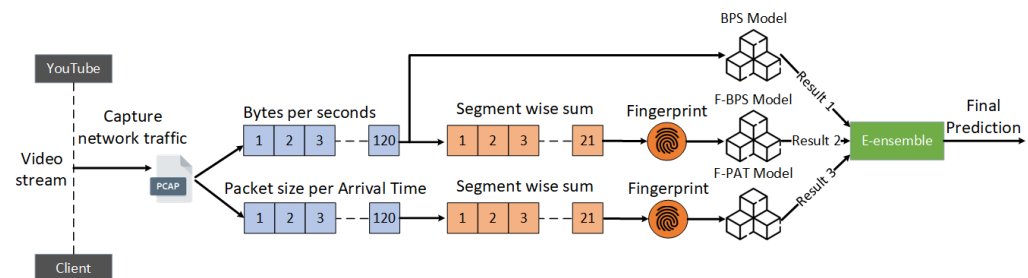 YouTube
Client
Video
stream
Capture
network traffic
PCAP
Bytes per seconds
1 2 3 120
Segment wise sum
1 2 3 21
Fingerprint
Packet size per Arrival Time
1 2 3 120
Segment wise sum
1 2 3 21
Fingerprint
BPS Model
F-BPS Model
F-PAT Model
Result 1
Result 2
Result 3
E-ensemble
Final
Prediction